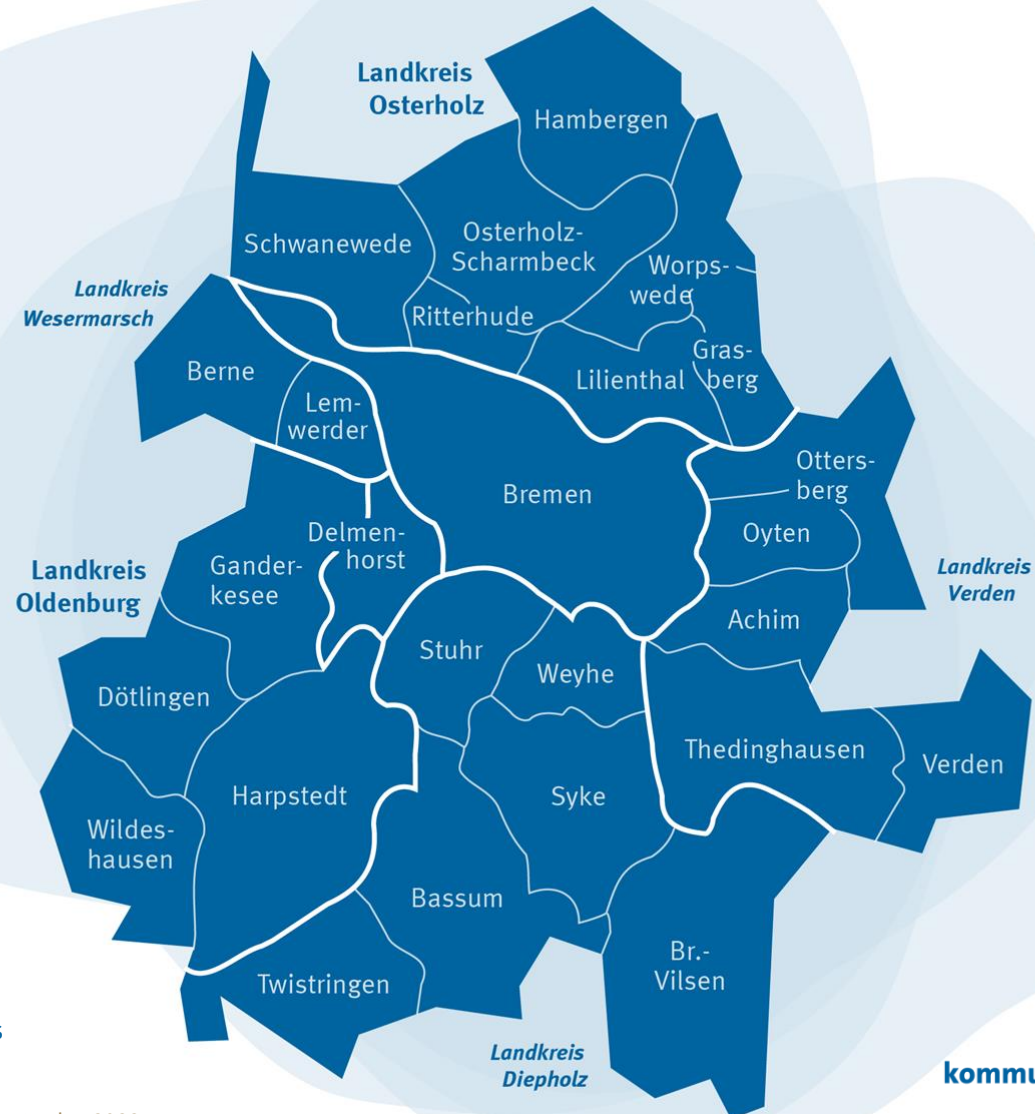 Landkreis
Osterholz
Hambergen
Schwanewede
Osterholz-
Scharmbeck
Worps-
wede
Landkreis
Wesermarsch
Ritterhude
Gras-
berg
Berne
Lilienthal
Lem-
werder
Otters-
berg
Bremen
Oyten
Delmen-
horst
Landkreis
Oldenburg
Gander-
kesee
Landkreis
Verden
Achim
Stuhr
Weyhe
Dötlingen
Thedinghausen
Verden
Harpstedt
Syke
Wildes-
hausen
Bassum
Br.-
Vilsen
Twistringen
Landkreis
Diepholz